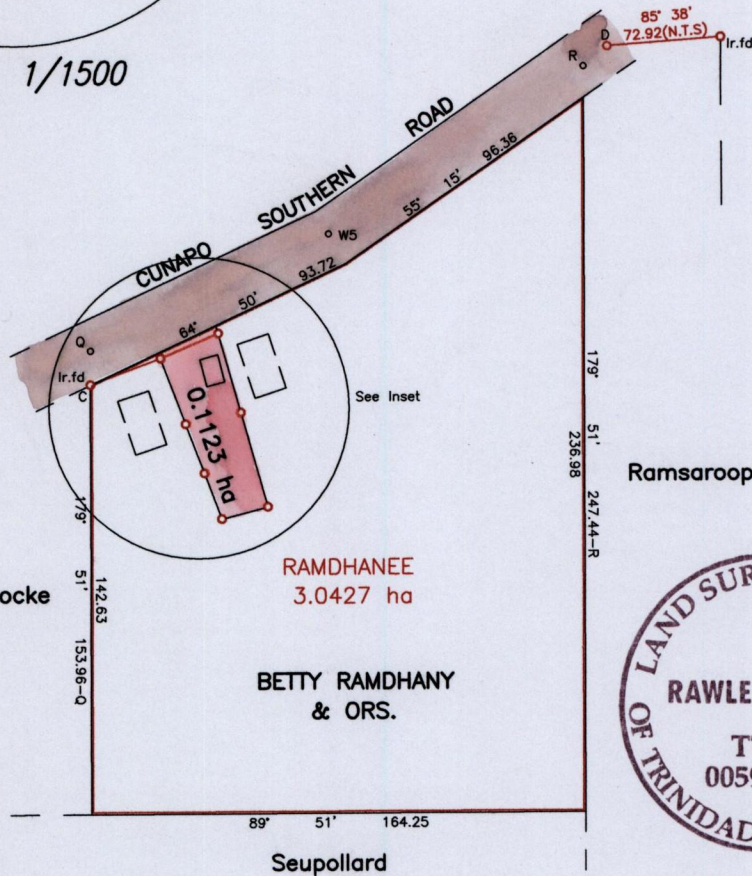 1/1500
85° 38'
72.92(N.T.S)
D
R
Ir.fd
CUNAPO SOUTHERN ROAD
55° 15' 96.36
W5
93.72
50'
64°
Q
Ir.fd
C
See Inset
0.1123 ha
179° 51' 247.44-R
236.98
Ramsaroop
179° 51' 153.96-Q
142.63
ocke
RAMDHANEE
3.0427 ha
BETTY RAMDHANY
& ORS.
LAND SUR
RAWLE
T
005
OF TRINIDAD
89° 51' 164.25
Seupollard